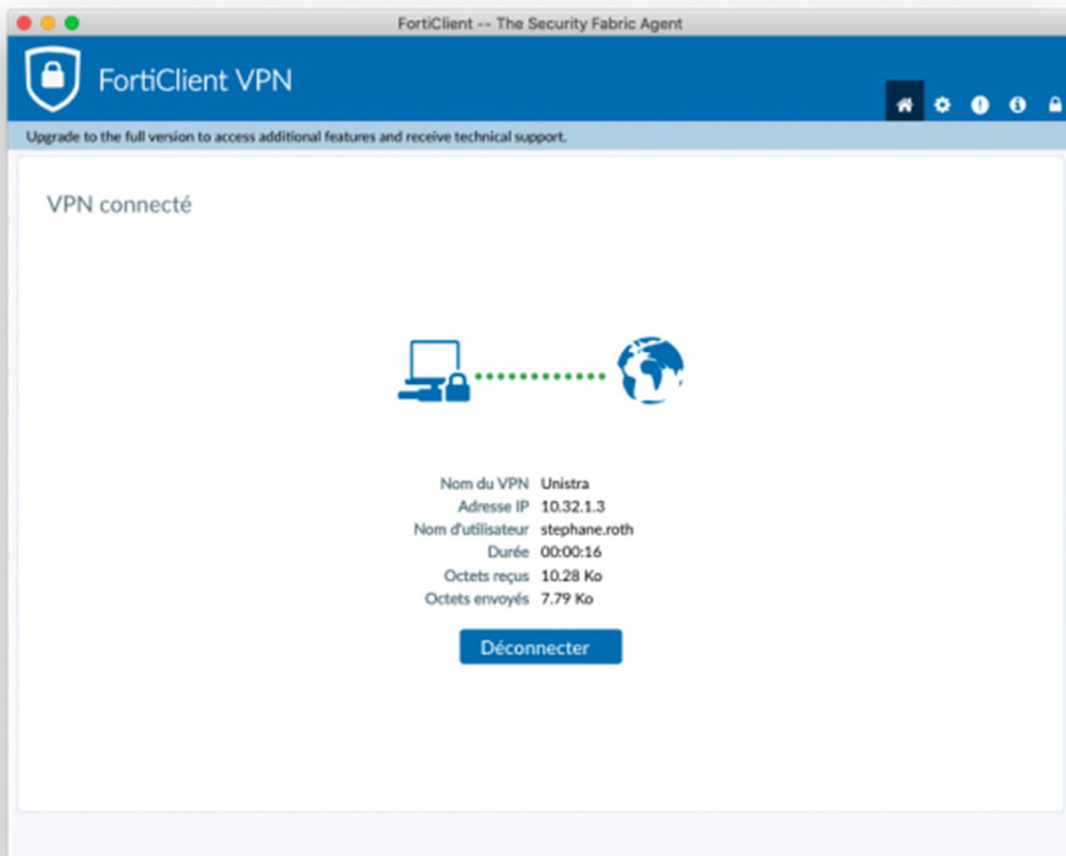 FortiClient -- The Security Fabric Agent
FortiClient VPN
Upgrade to the full version to access additional features and receive technical support.
VPN connecté
Nom du VPN Unistra
Adresse IP 10.32.1.3
Nom d'utilisateur stephane.roth
Durée 00:00:16
Octets reçus 10.28 Ko
Octets envoyés 7.79 Ko
Déconnecter